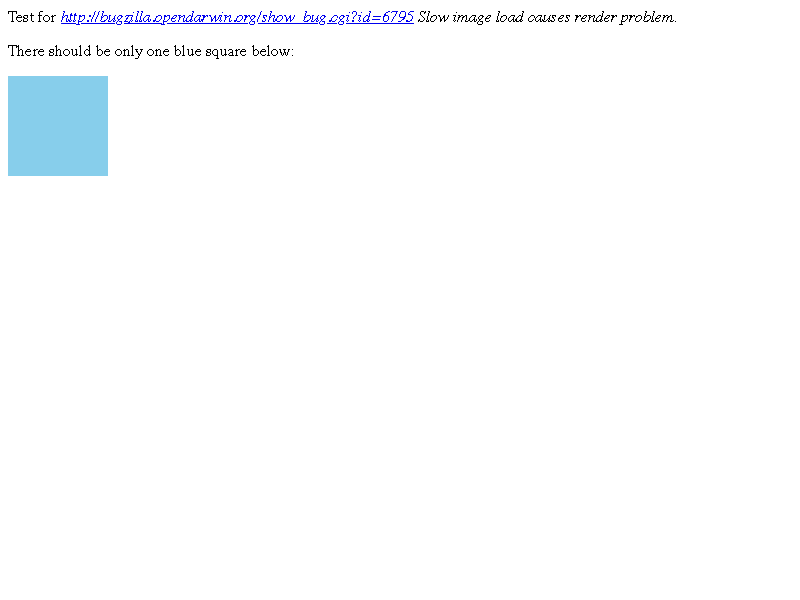 Test for http://bugzilla.opendarwin.org/show_bug.cgi?id=6795 Slow image load causes render problem.
There should be only one blue square below: